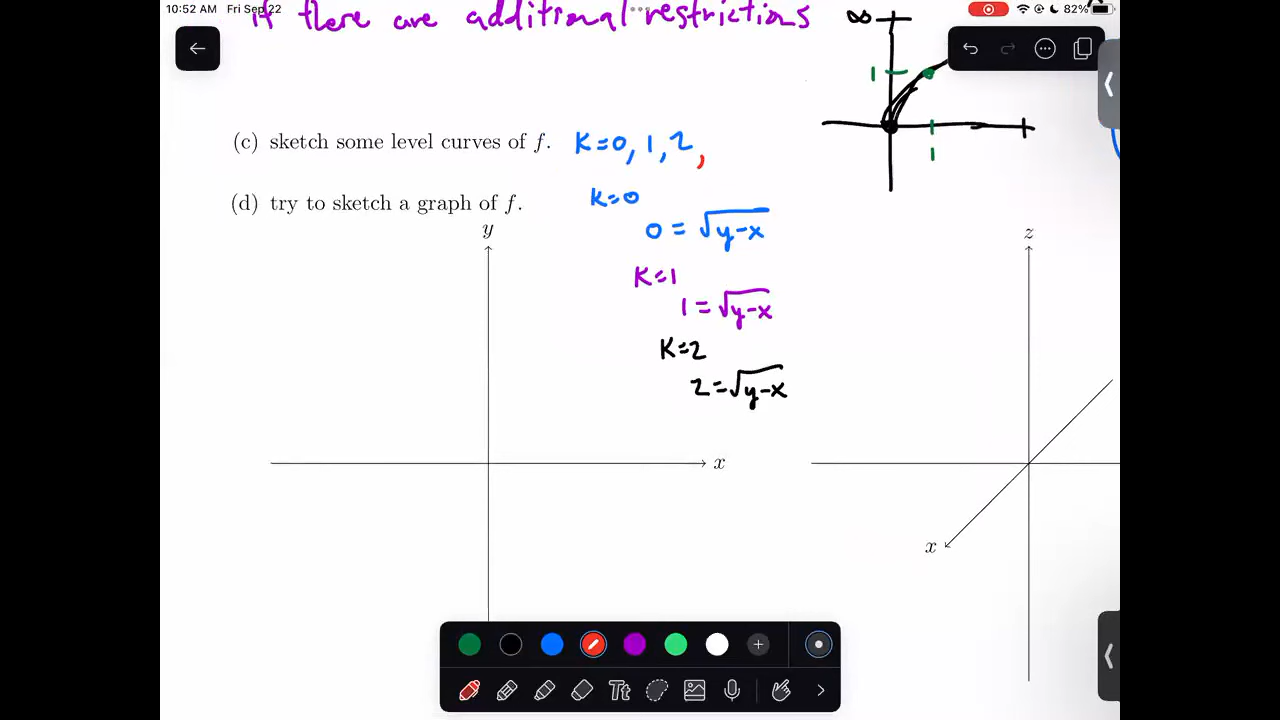 10:52 AM Fri Sep 22
82%
if there are additional restrictions
∞
1
1
(c) sketch some level curves of f. K=0, 1, 2,
(d) try to sketch a graph of f.
K=0
0 = √y-x
K=1
1 = √y-x
K=2
2 = √y-x
y
x
z
x
Tt